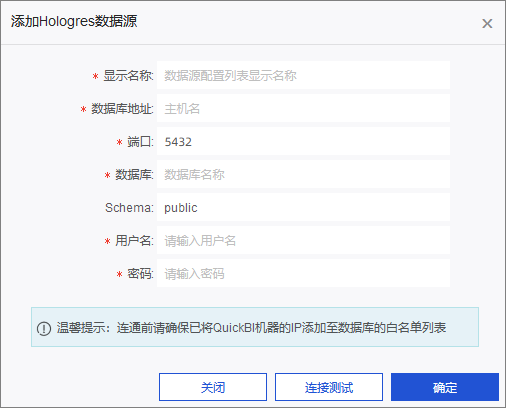 添加Hologres数据源
* 显示名称: 数据源配置列表显示名称
* 数据库地址: 主机名
* 端口: 5432
* 数据库: 数据库名称
Schema: public
* 用户名: 请输入用户名
* 密码: 请输入密码
温馨提示：连通前请确保已将QuickBI机器的IP添加至数据库的白名单列表
关闭 连接测试 确定